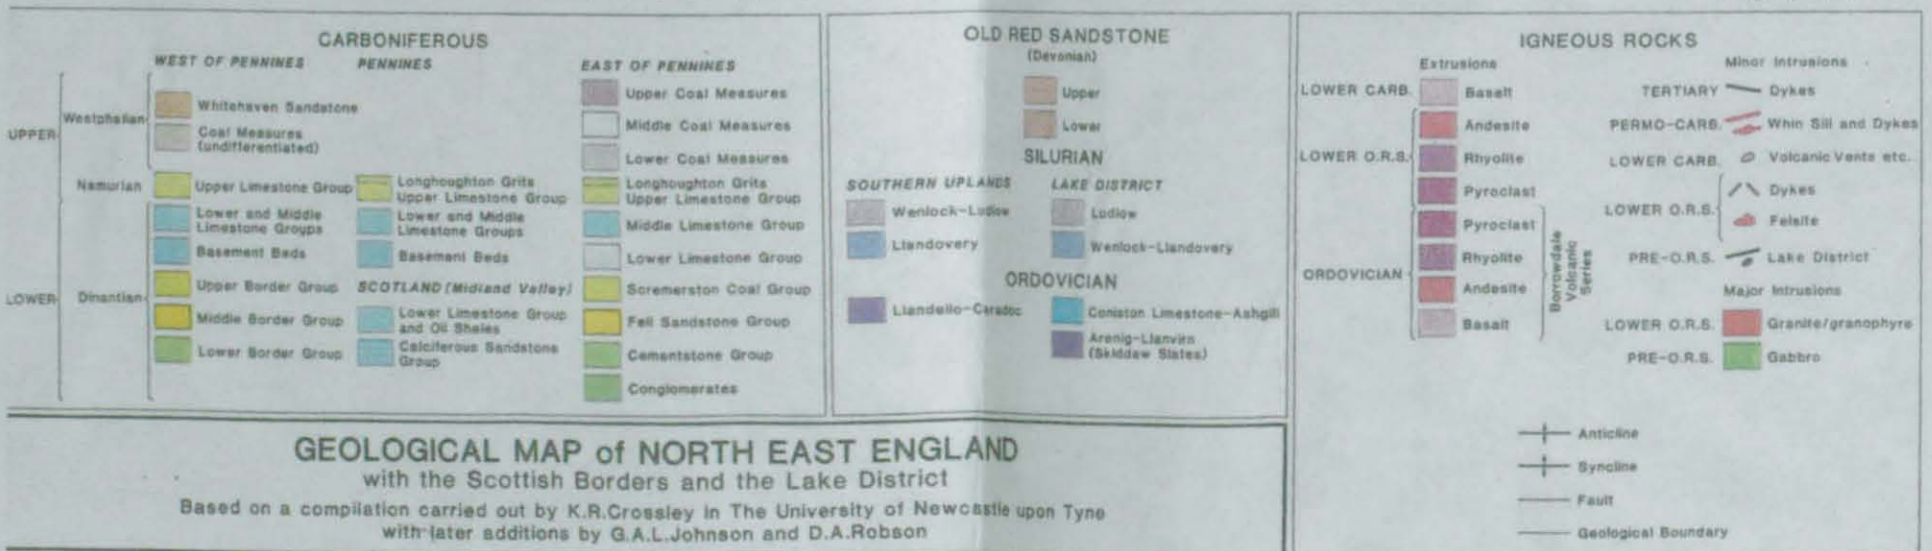 CARBONIFEROUS
WEST OF PENNINES
PENNINES
EAST OF PENNINES
UPPER
Westphalian
Whitehaven Sandstone
Coal Measures
(undifferentiated)
Upper Coal Measures
Middle Coal Measures
Lower Coal Measures
Namurian
Upper Limestone Group
Longhoughton Grits
Upper Limestone Group
Longhoughton Grits
Upper Limestone Group
LOWER
Dinantian
Lower and Middle
Limestone Groups
Basement Beds
Upper Border Group
Middle Border Group
Lower Border Group
Lower and Middle
Limestone Groups
Basement Beds
SCOTLAND (Midland Valley)
Lower Limestone Group
and Oil Shales
Calciferous Sandstone
Group
Middle Limestone Group
Lower Limestone Group
Scremerston Coal Group
Fell Sandstone Group
Cementstone Group
Conglomerates
OLD RED SANDSTONE
(Devonian)
Upper
Lower
SILURIAN
SOUTHERN UPLANDS
LAKE DISTRICT
Wenlock-Ludlow
Ludlow
Llandovery
Wenlock-Llandovery
ORDOVICIAN
Llandeilo-Caradoc
Coniston Limestone-Ashgill
Arenig-Llanvirn
(Skiddaw Slates)
IGNEOUS ROCKS
Extrusions
LOWER CARB.
Basalt
LOWER O.R.S.
Andesite
Rhyolite
Pyroclast
ORDOVICIAN
Pyroclast
Rhyolite
Andesite
Basalt
Borrowdale
Volcanic
Series
Minor Intrusions
TERTIARY Dykes
PERMO-CARB. Whin Sill and Dykes
LOWER CARB. Volcanic Vents etc.
LOWER O.R.S.
Dykes
Felsite
PRE-O.R.S. Lake District
Major Intrusions
LOWER O.R.S. Granite/granophyre
PRE-O.R.S. Gabbro
Anticline
Syncline
Fault
Geological Boundary
GEOLOGICAL MAP of NORTH EAST ENGLAND
with the Scottish Borders and the Lake District
Based on a compilation carried out by K.R.Crossley in The University of Newcastle upon Tyne
with later additions by G.A.L.Johnson and D.A.Robson